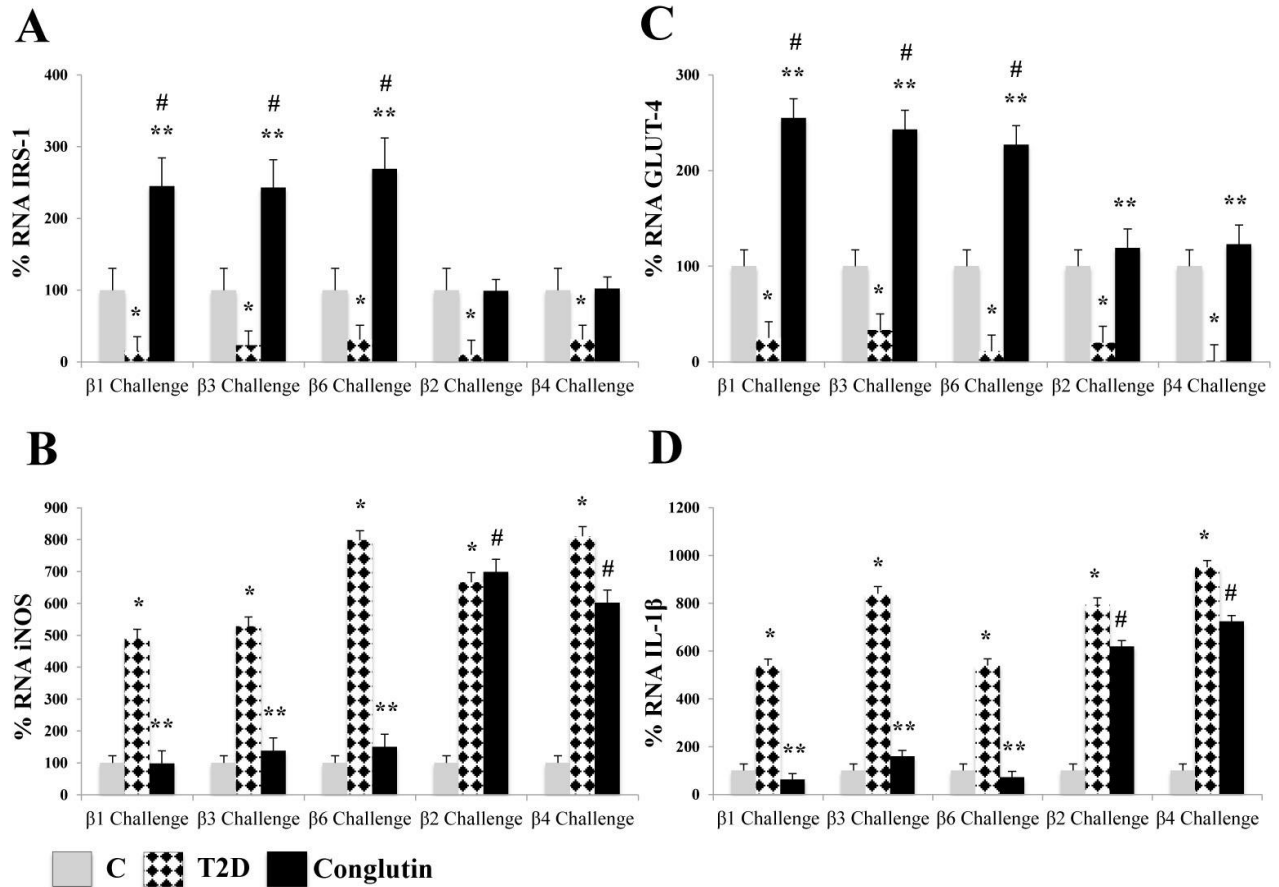 A
% RNA IRS-1
400
300
200
100
0
# # #
** ** **
* * * * *
β1 Challenge β3 Challenge β6 Challenge β2 Challenge β4 Challenge
C
% RNA GLUT-4
300
200
100
0
# # #
** ** ** ** **
* * * * *
β1 Challenge β3 Challenge β6 Challenge β2 Challenge β4 Challenge
B
% RNA iNOS
900
800
700
600
500
400
300
200
100
0
* * * * *
** ** ** # #
β1 Challenge β3 Challenge β6 Challenge β2 Challenge β4 Challenge
D
% RNA IL-1β
1200
1000
800
600
400
200
0
* * * * *
** ** ** # #
β1 Challenge β3 Challenge β6 Challenge β2 Challenge β4 Challenge
C T2D Conglutin